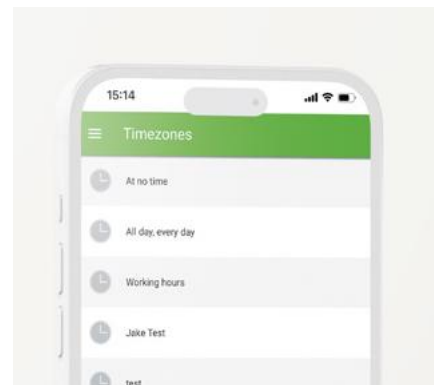 15:14
Timezones
At no time
All day, every day
Working hours
Jake Test
test